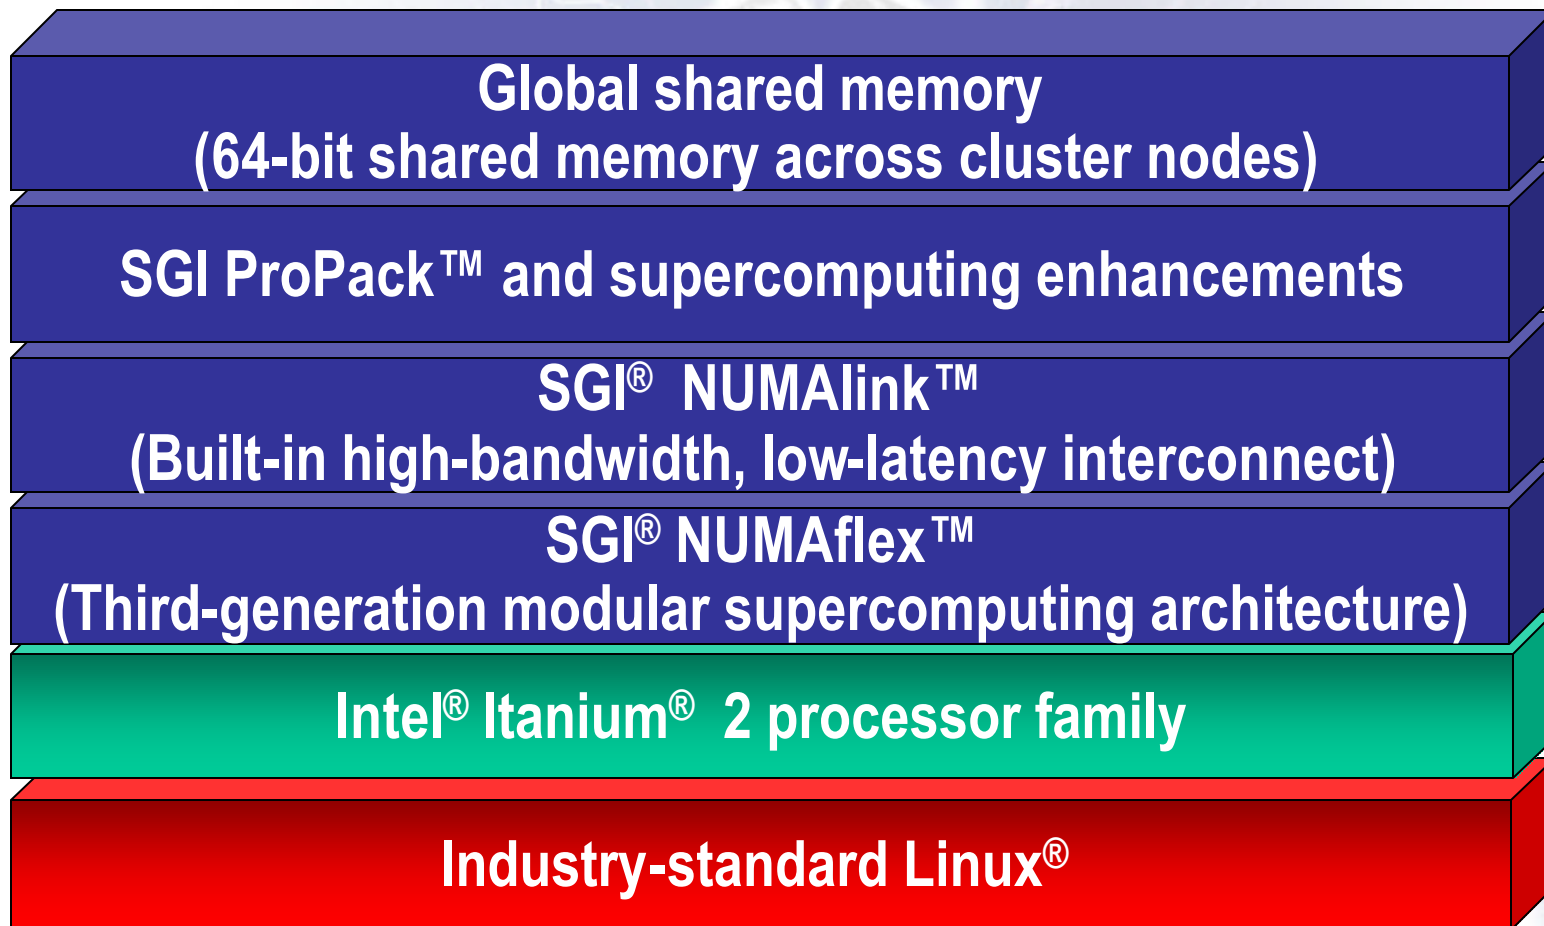 Global shared memory
(64-bit shared memory across cluster nodes)
SGI ProPack™ and supercomputing enhancements
SGI® NUMAlink™
(Built-in high-bandwidth, low-latency interconnect)
SGI® NUMAflex™
(Third-generation modular supercomputing architecture)
Intel® Itanium® 2 processor family
Industry-standard Linux®